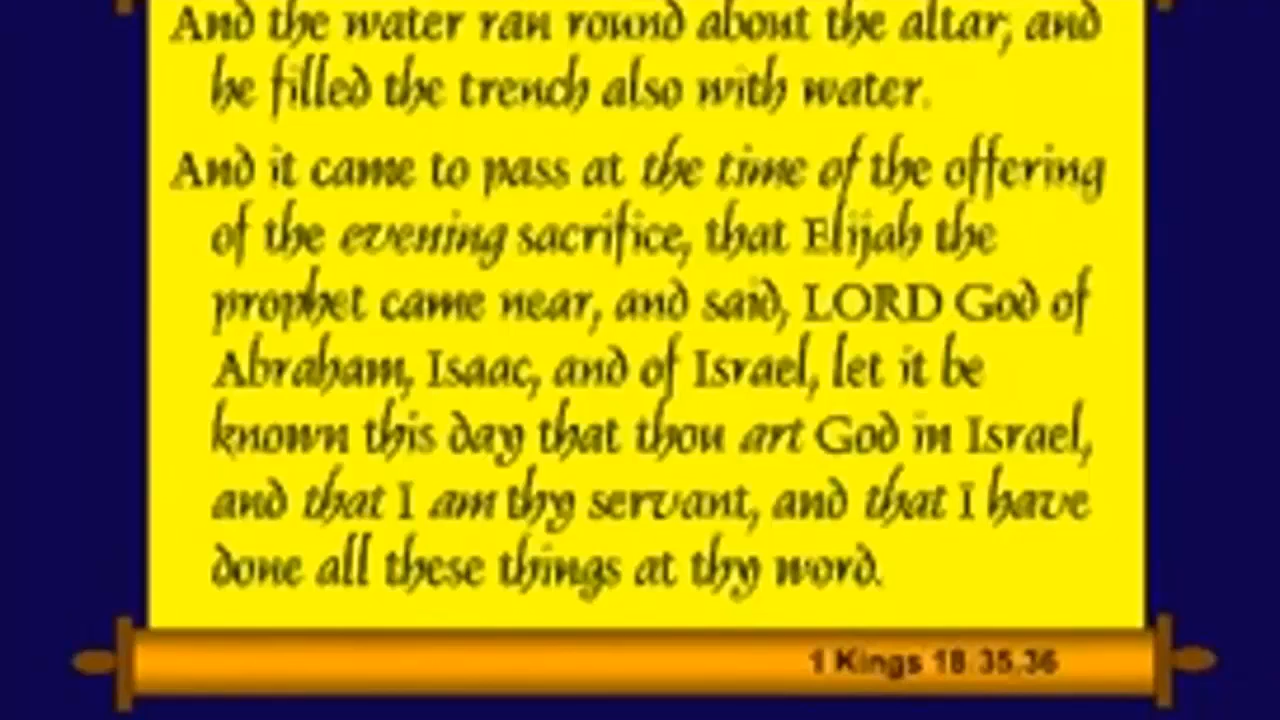 And the water ran round about the altar; and
he filled the trench also with water.
And it came to pass at the time of the offering
of the evening sacrifice, that Elijah the
prophet came near, and said, LORD God of
Abraham, Isaac, and of Israel, let it be
known this day that thou art God in Israel,
and that I am thy servant, and that I have
done all these things at thy word.
1 Kings 18:35,36